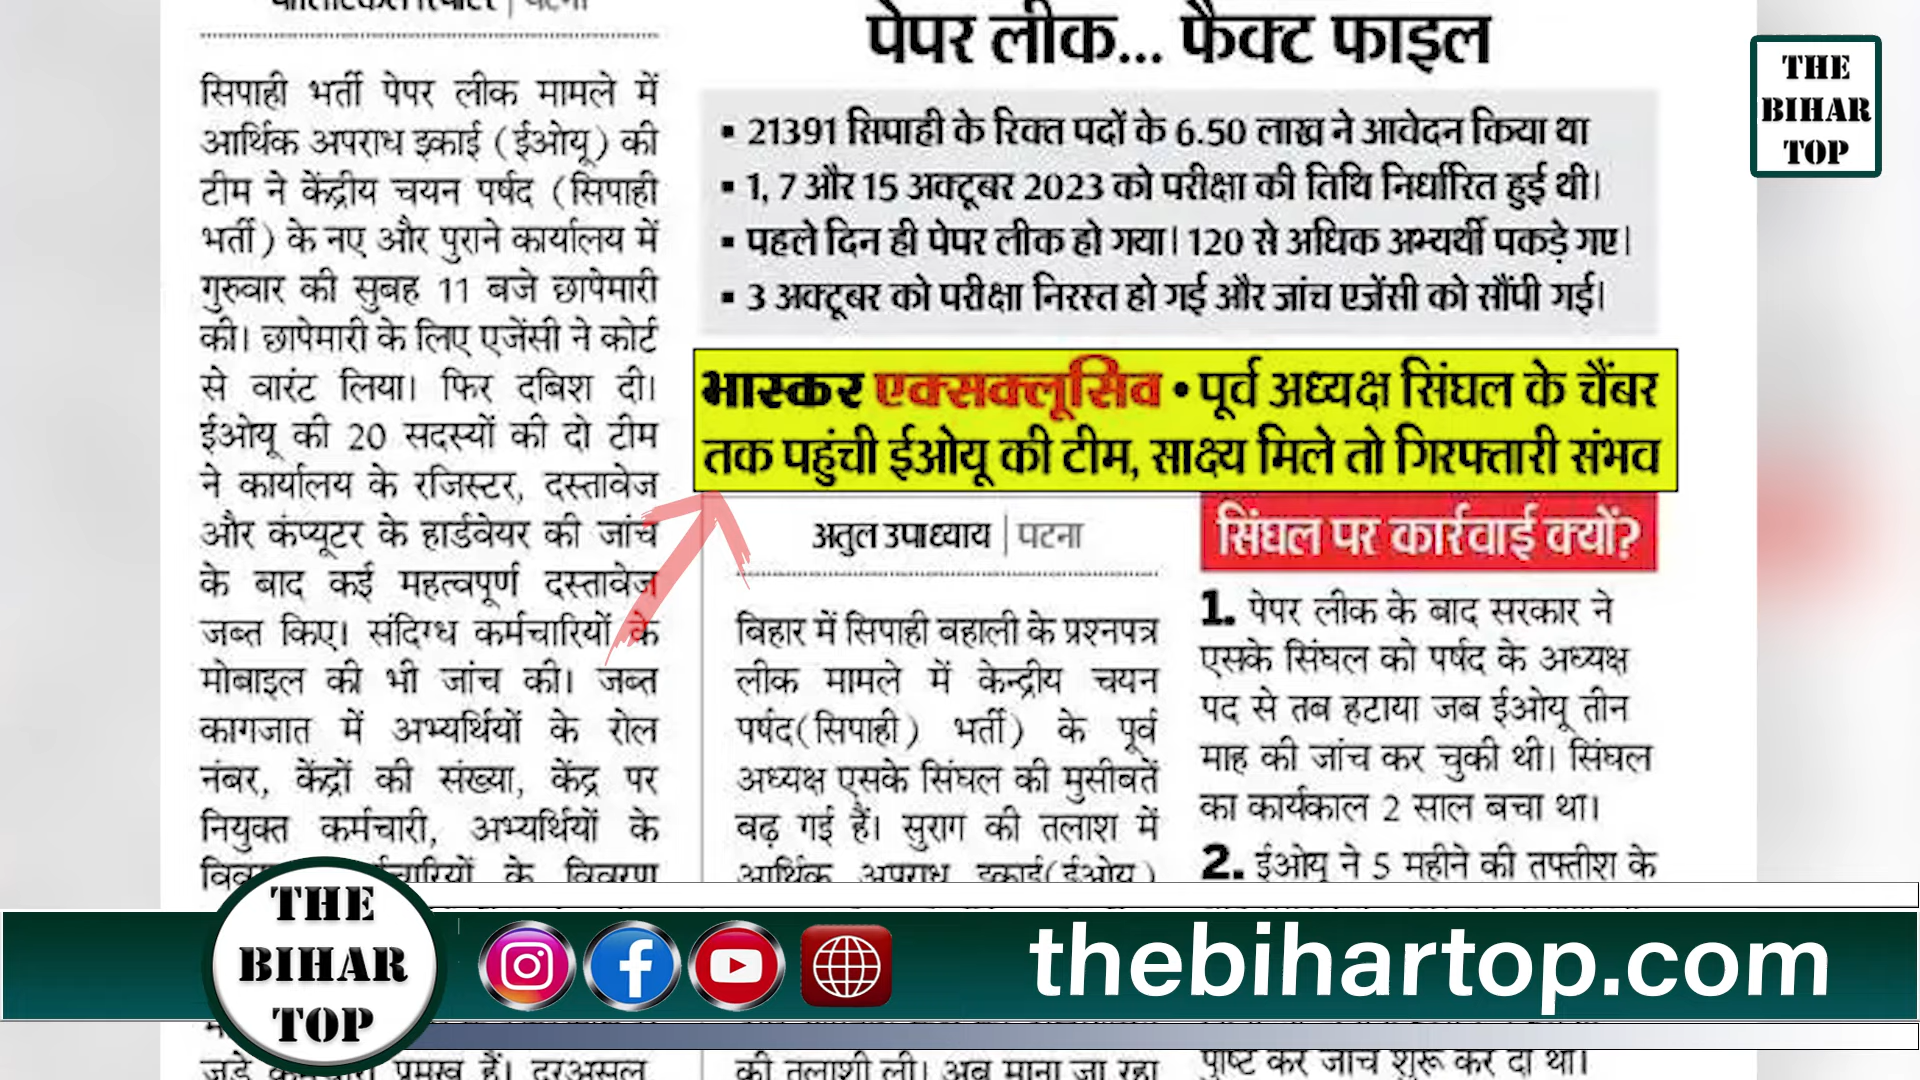 पटना
सिपाही भर्ती पेपर लीक मामले में
आर्थिक अपराध इकाई (ईओयू) की
टीम ने केंद्रीय चयन पर्षद (सिपाही
भर्ती) के नए और पुराने कार्यालय में
गुरुवार की सुबह 11 बजे छापेमारी
की। छापेमारी के लिए एजेंसी ने कोर्ट
से वारंट लिया। फिर दबिश दी।
ईओयू की 20 सदस्यों की दो टीम
ने कार्यालय के रजिस्टर, दस्तावेज
और कंप्यूटर के हार्डवेयर की जांच
के बाद कई महत्वपूर्ण दस्तावेज
जब्त किए। संदिग्ध कर्मचारियों के
मोबाइल की भी जांच की। जब्त
कागजात में अभ्यर्थियों के रोल
नंबर, केंद्रों की संख्या, केंद्र पर
नियुक्त कर्मचारी, अभ्यर्थियों के
के विवरण
पेपर लीक... फैक्ट फाइल
▪ 21391 सिपाही के रिक्त पदों के 6.50 लाख ने आवेदन किया था
▪ 1, 7 और 15 अक्टूबर 2023 को परीक्षा की तिथि निर्धारित हुई थी।
▪ पहले दिन ही पेपर लीक हो गया। 120 से अधिक अभ्यर्थी पकड़े गए।
▪ 3 अक्टूबर को परीक्षा निरस्त हो गई और जांच एजेंसी को सौंपी गई।
भास्कर एक्सक्लूसिव • पूर्व अध्यक्ष सिंघल के चैंबर
तक पहुंची ईओयू की टीम, साक्ष्य मिले तो गिरफ्तारी संभव
अतुल उपाध्याय | पटना
बिहार में सिपाही बहाली के प्रश्नपत्र
लीक मामले में केन्द्रीय चयन
पर्षद(सिपाही) भर्ती) के पूर्व
अध्यक्ष एसके सिंघल की मुसीबतें
बढ़ गई हैं। सुराग की तलाश में
आर्थिक अपराध इकाई(ईओयू)
की तलाशी ली। अब माना जा रहा
सिंघल पर कार्रवाई क्यों?
1. पेपर लीक के बाद सरकार ने
एसके सिंघल को पर्षद के अध्यक्ष
पद से तब हटाया जब ईओयू तीन
माह की जांच कर चुकी थी। सिंघल
का कार्यकाल 2 साल बचा था।
2. ईओयू ने 5 महीने की तफ्तीश के
पुष्टि कर जांच शुरू कर दी थी।
THE
BIHAR
TOP
THE
BIHAR
TOP
thebihartop.com